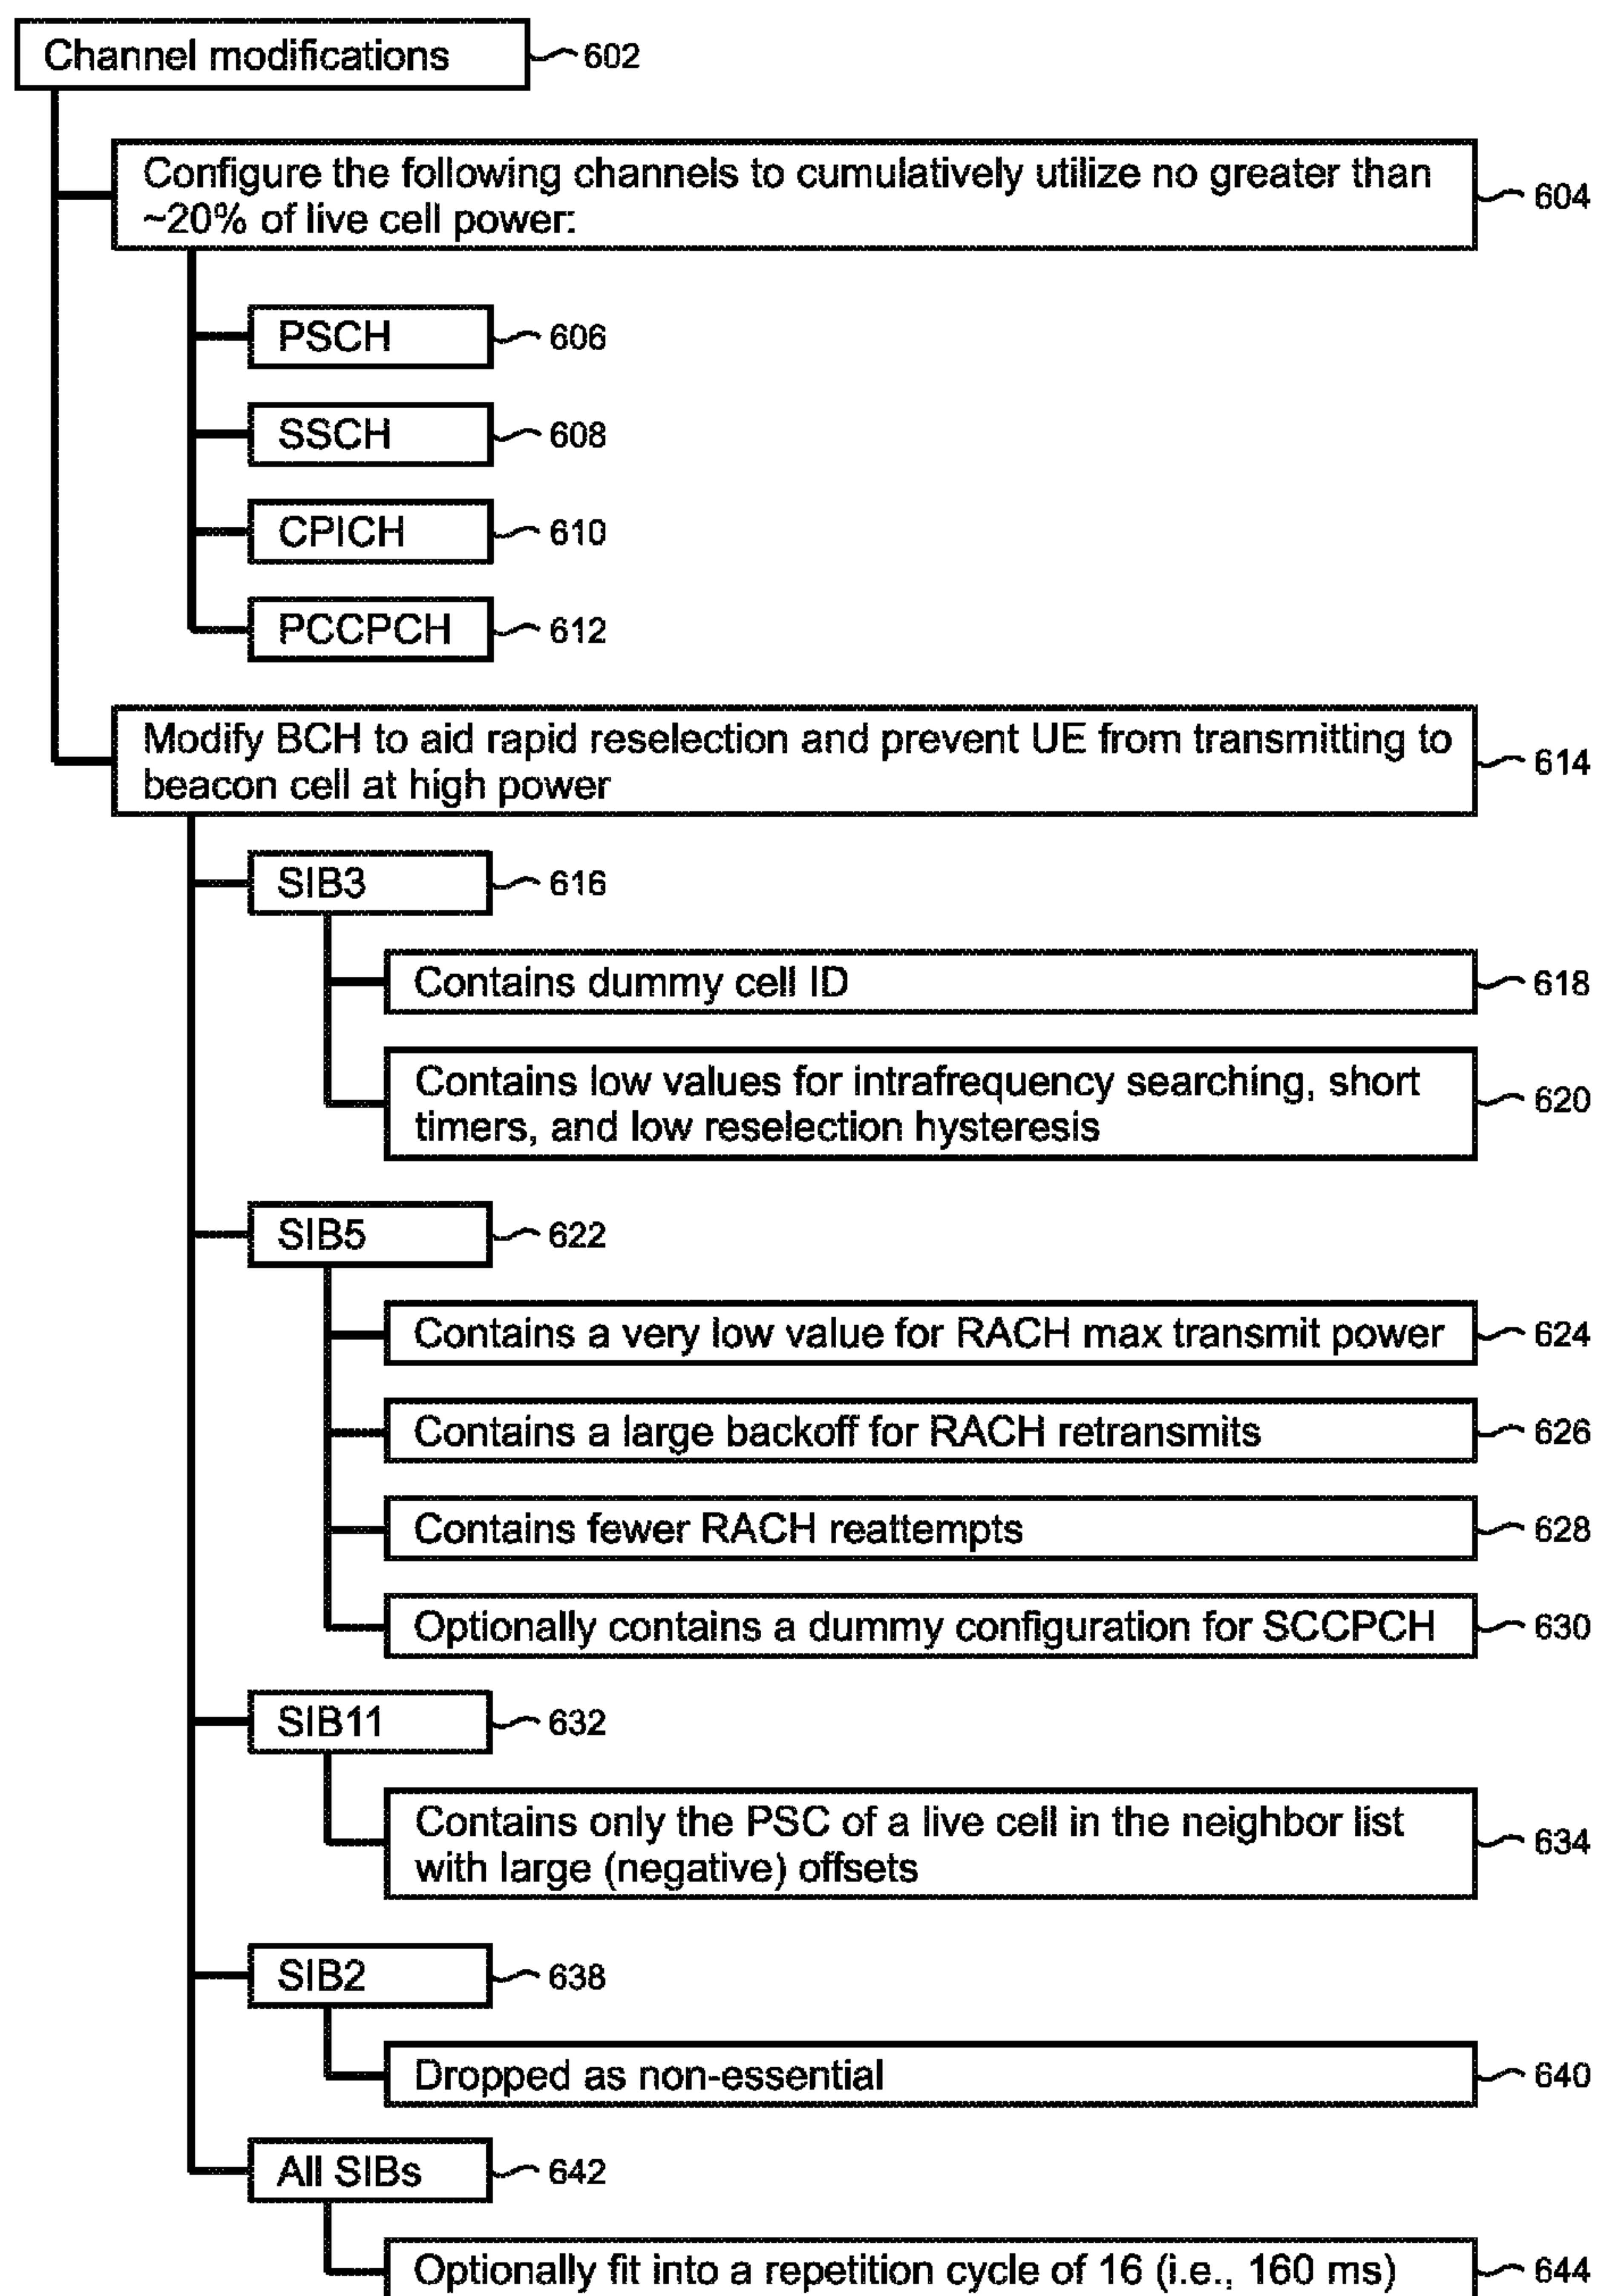 Channel modifications 602
Configure the following channels to cumulatively utilize no greater than
~20% of live cell power: 604
PSCH 606
SSCH 608
CPICH 610
PCCPCH 612
Modify BCH to aid rapid reselection and prevent UE from transmitting to
beacon cell at high power 614
SIB3 616
Contains dummy cell ID 618
Contains low values for intrafrequency searching, short
timers, and low reselection hysteresis 620
SIB5 622
Contains a very low value for RACH max transmit power 624
Contains a large backoff for RACH retransmits 626
Contains fewer RACH reattempts 628
Optionally contains a dummy configuration for SCCPCH 630
SIB11 632
Contains only the PSC of a live cell in the neighbor list
with large (negative) offsets 634
SIB2 638
Dropped as non-essential 640
All SIBs 642
Optionally fit into a repetition cycle of 16 (i.e., 160 ms) 644